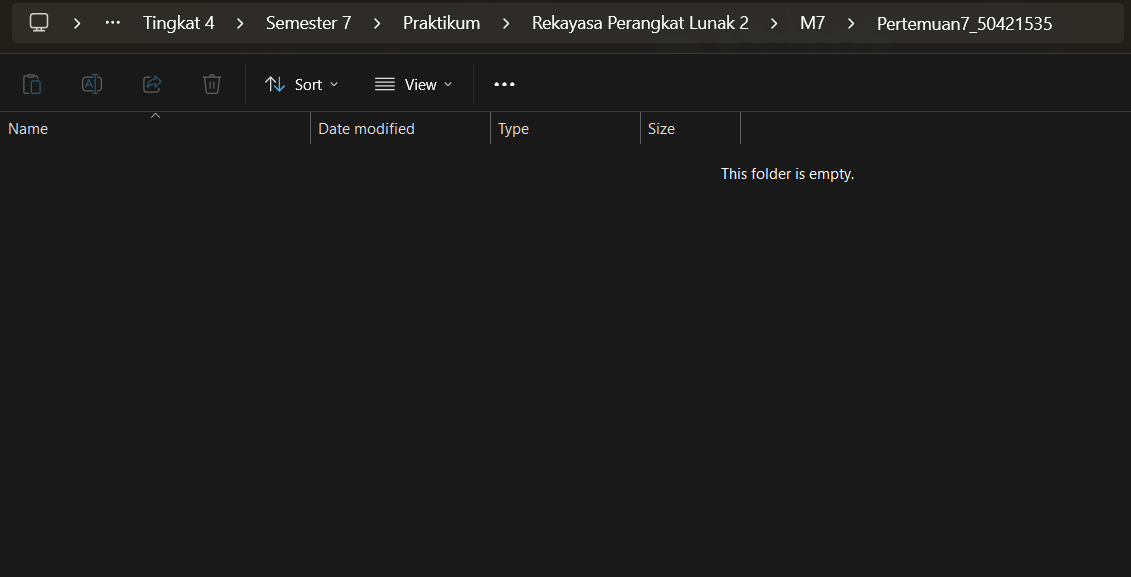 ... Tingkat 4 > Semester 7 > Praktikum > Rekayasa Perangkat Lunak 2 > M7 > Pertemuan7_50421535
Sort View ...
Name Date modified Type Size
This folder is empty.